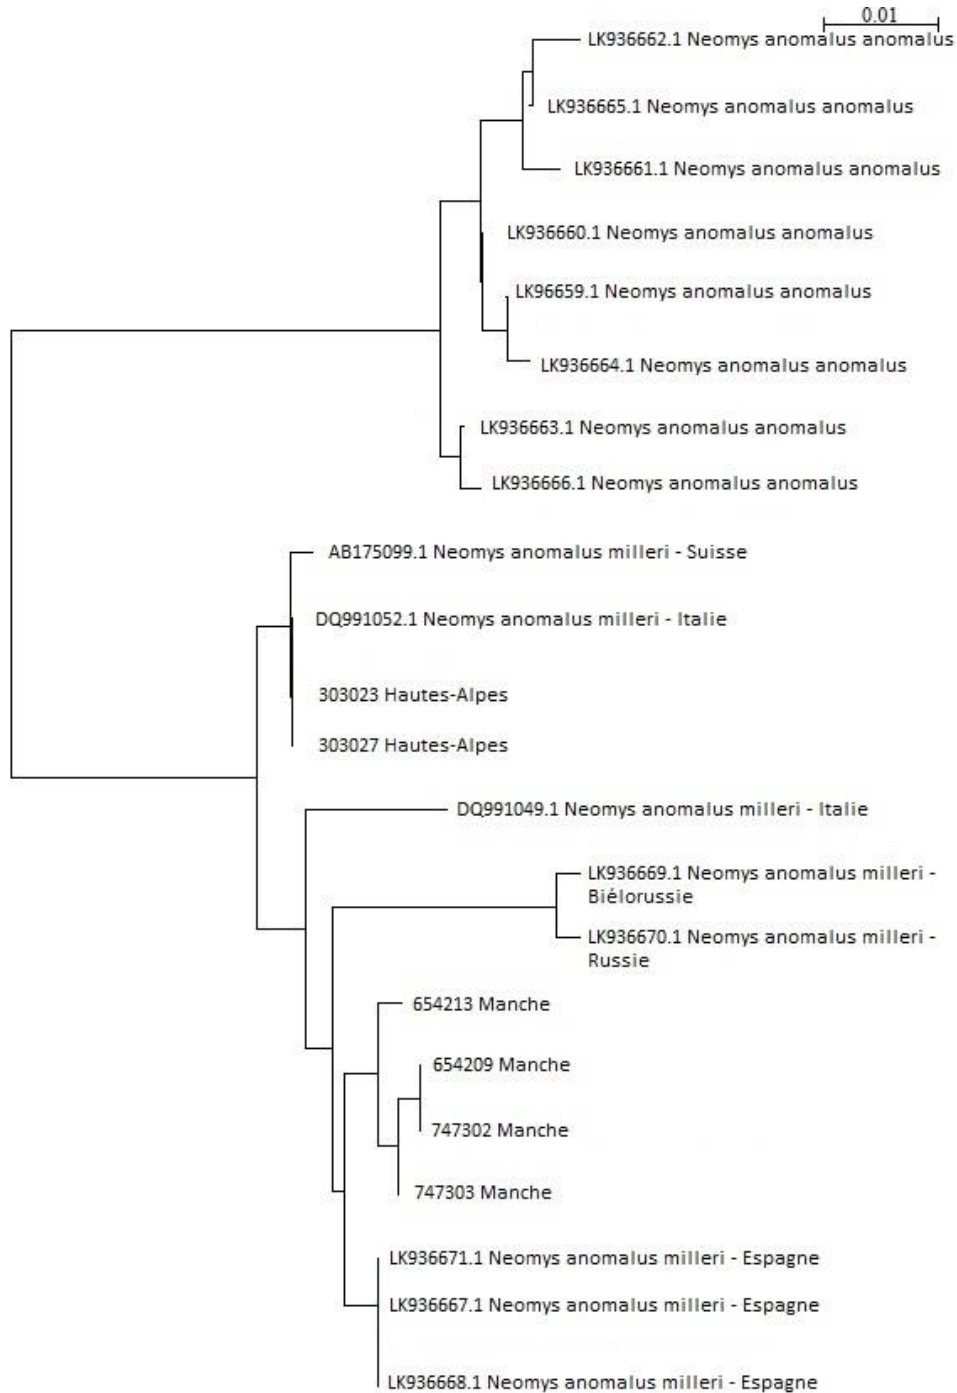 0.01
LK936662.1 Neomys anomalus anomalus
LK936665.1 Neomys anomalus anomalus
LK936661.1 Neomys anomalus anomalus
LK936660.1 Neomys anomalus anomalus
LK96659.1 Neomys anomalus anomalus
LK936664.1 Neomys anomalus anomalus
LK936663.1 Neomys anomalus anomalus
LK936666.1 Neomys anomalus anomalus
AB175099.1 Neomys anomalus milleri - Suisse
DQ991052.1 Neomys anomalus milleri - Italie
303023 Hautes-Alpes
303027 Hautes-Alpes
DQ991049.1 Neomys anomalus milleri - Italie
LK936669.1 Neomys anomalus milleri -
Biélorussie
LK936670.1 Neomys anomalus milleri -
Russie
654213 Manche
654209 Manche
747302 Manche
747303 Manche
LK936671.1 Neomys anomalus milleri - Espagne
LK936667.1 Neomys anomalus milleri - Espagne
LK936668.1 Neomys anomalus milleri - Espagne